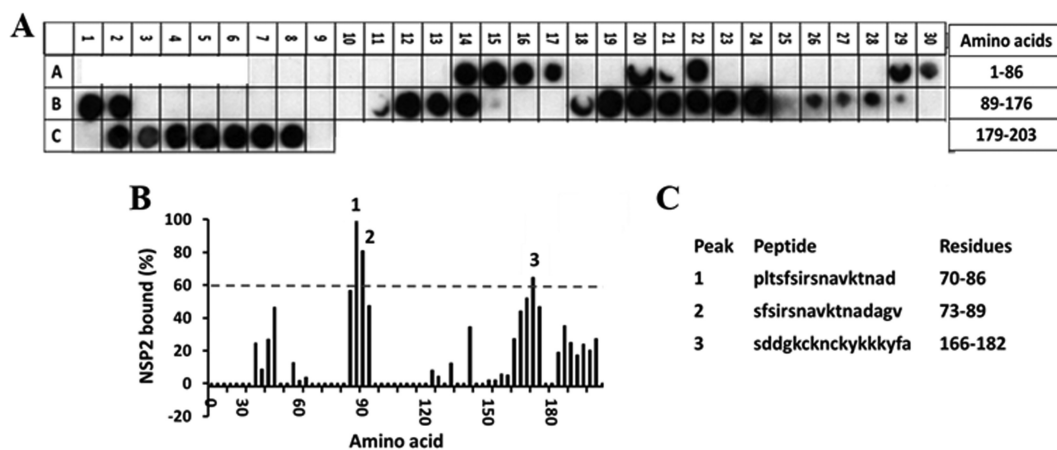 A
1 2 3 4 5 6 7 8 9 10 11 12 13 14 15 16 17 18 19 20 21 22 23 24 25 26 27 28 29 30 Amino acids
A 1-86
B 89-176
C 179-203
B
NSP2 bound (%)
100
80
60
40
20
0
-20
1
2
3
0 30 60 90 120 150 180
Amino acid
C
Peak Peptide Residues
1 pltsfsirsnavktnad 70-86
2 sfsirsnavktnadagv 73-89
3 sddgkcknckykkkyfa 166-182